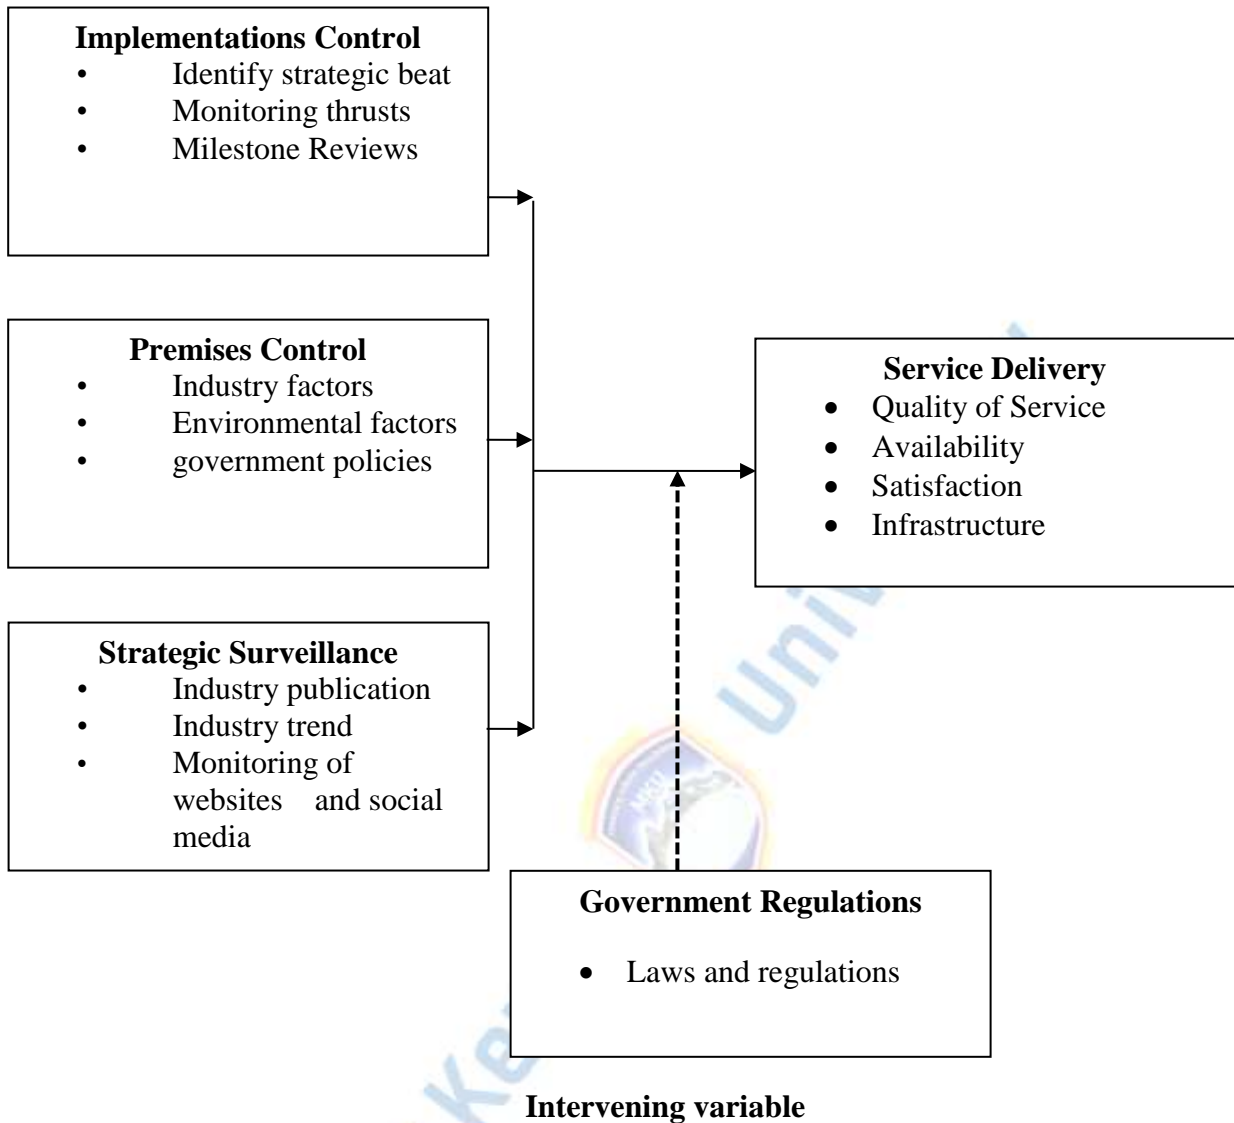 Implementations Control
• Identify strategic beat
• Monitoring thrusts
• Milestone Reviews
Premises Control
• Industry factors
• Environmental factors
• government policies
Strategic Surveillance
• Industry publication
• Industry trend
• Monitoring of
websites and social
media
Service Delivery
• Quality of Service
• Availability
• Satisfaction
• Infrastructure
Government Regulations
• Laws and regulations
Intervening variable
MKU